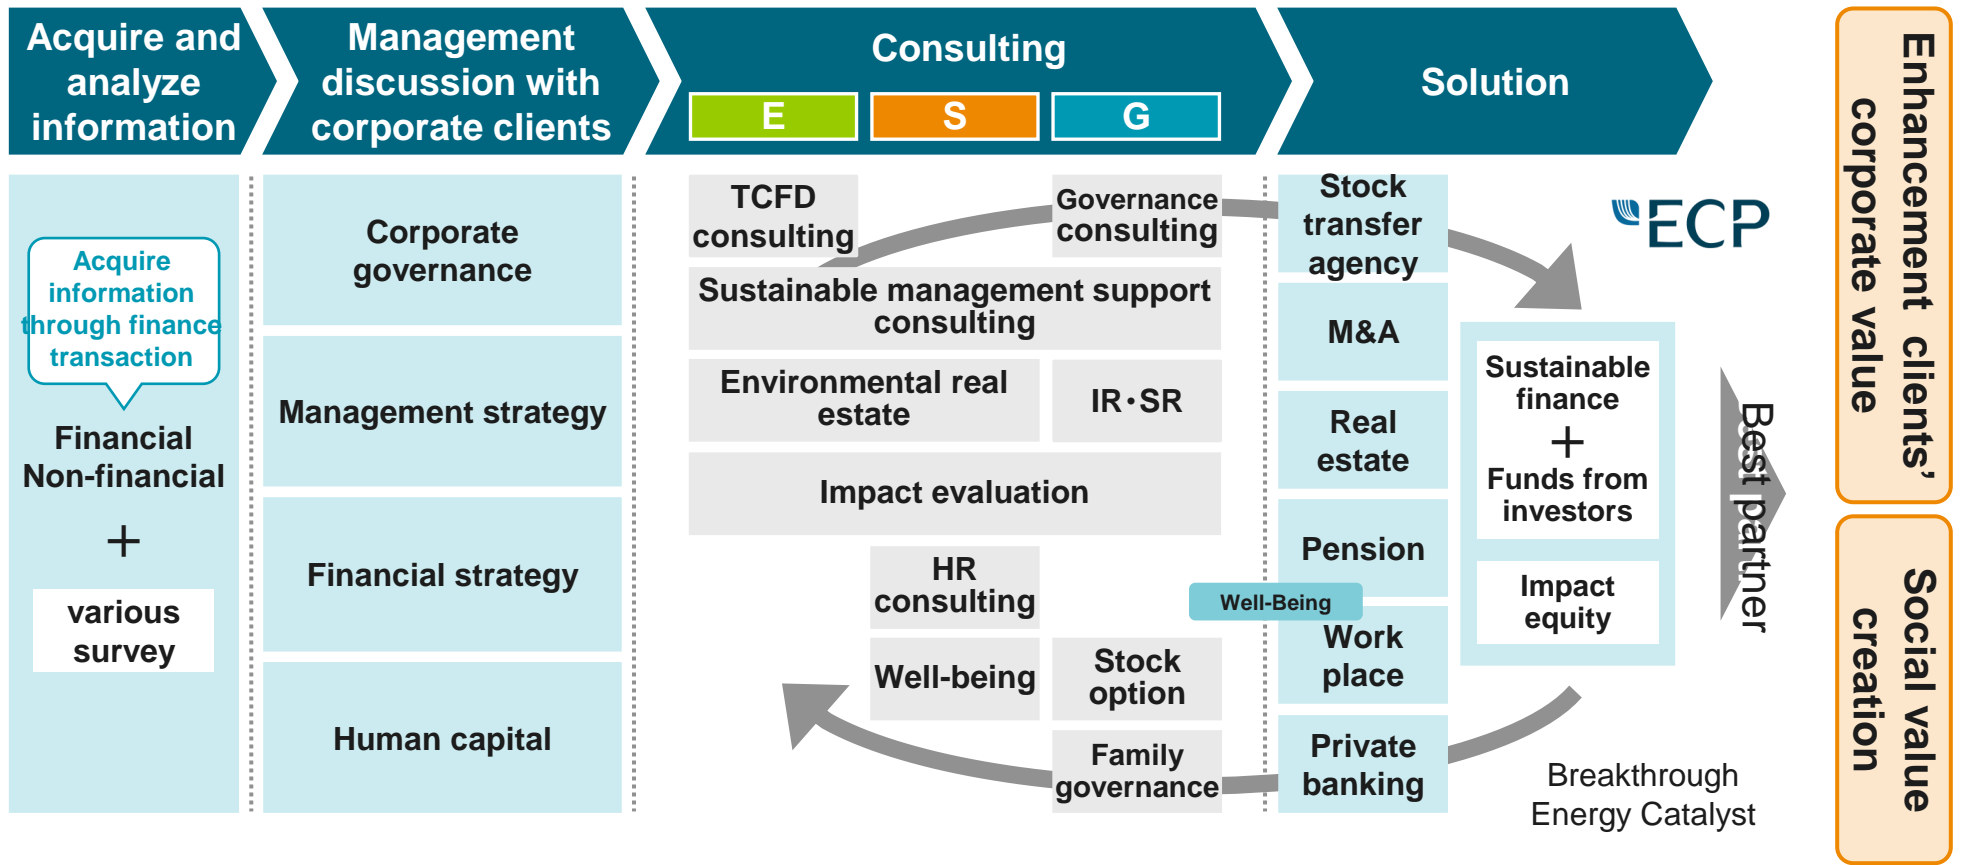 Acquire and
analyze
information
Management
discussion with
corporate clients
Consulting
E
S
G
Solution
Acquire
information
through finance
transaction
Financial
Non-financial
+
various
survey
Corporate
governance
Management strategy
Financial strategy
Human capital
TCFD
consulting
Governance
consulting
Sustainable management support
consulting
Environmental real
estate
IR・SR
Impact evaluation
HR
consulting
Well-being
Stock
option
Family
governance
Stock
transfer
agency
M&A
Real
estate
Pension
Well-Being
Work
place
Private
banking
ECP
Sustainable
finance
+
Funds from
investors
Impact
equity
Breakthrough
Energy Catalyst
Best partner
Enhancement clients’
corporate value
Social value
creation